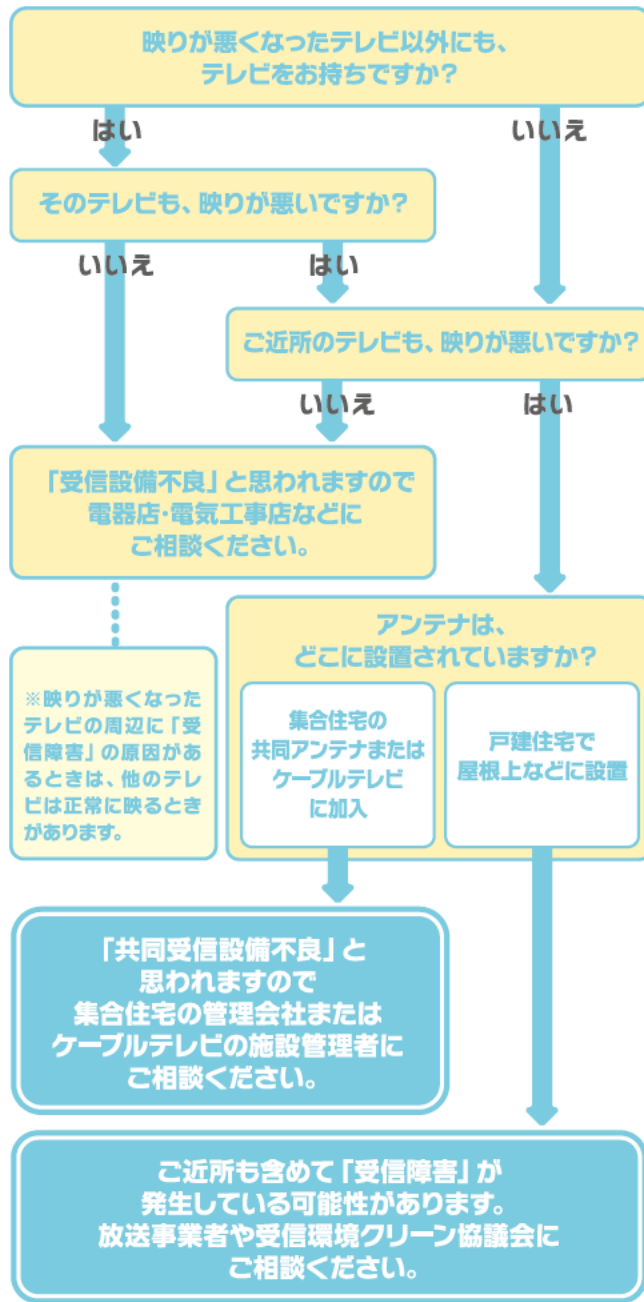 映りが悪くなったテレビ以外にも、
テレビをお持ちですか?
はい
いいえ
そのテレビも、映りが悪いですか?
いいえ
はい
ご近所のテレビも、映りが悪いですか?
いいえ
はい
「受信設備不良」と思われますので
電器店・電気工事店などに
ご相談ください。
アンテナは、
どこに設置されていますか?
※映りが悪くなった
テレビの周辺に「受
信障害」の原因があ
るときは、他のテレ
ビは正常に映るとき
があります。
集合住宅の
共同アンテナまたは
ケーブルテレビ
に加入
戸建住宅で
屋根上などに設置
「共同受信設備不良」と
思われますので
集合住宅の管理会社または
ケーブルテレビの施設管理者に
ご相談ください。
ご近所も含めて「受信障害」が
発生している可能性があります。
放送事業者や受信環境クリーン協議会に
ご相談ください。